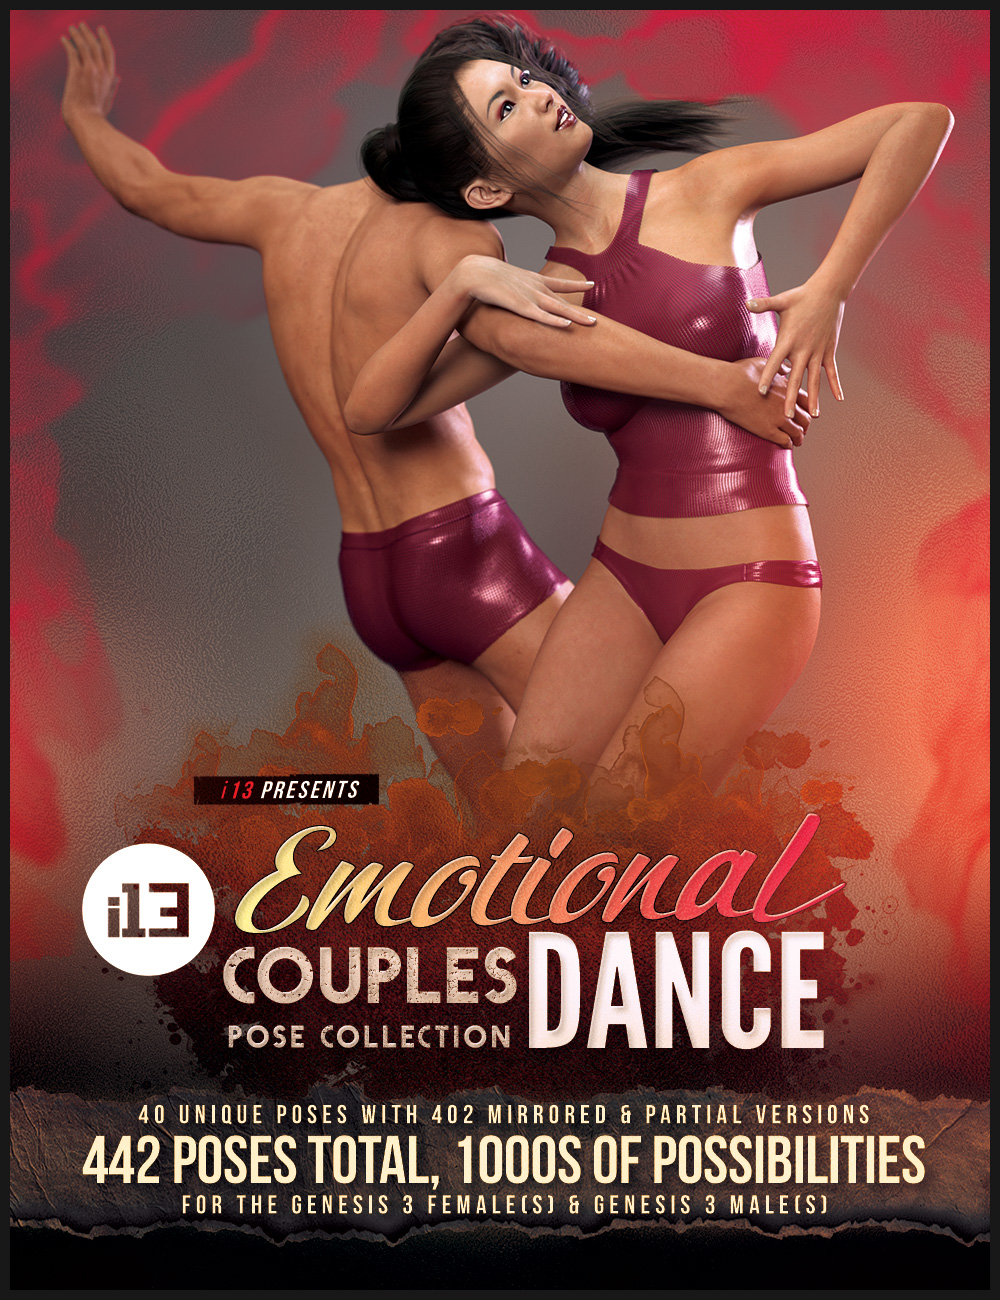 i13 PRESENTS
Emotional
i13
COUPLES DANCE
POSE COLLECTION
40 UNIQUE POSES WITH 402 MIRRORED & PARTIAL VERSIONS
442 POSES TOTAL, 1000S OF POSSIBILITIES
FOR THE GENESIS 3 FEMALE(S) & GENESIS 3 MALE(S)